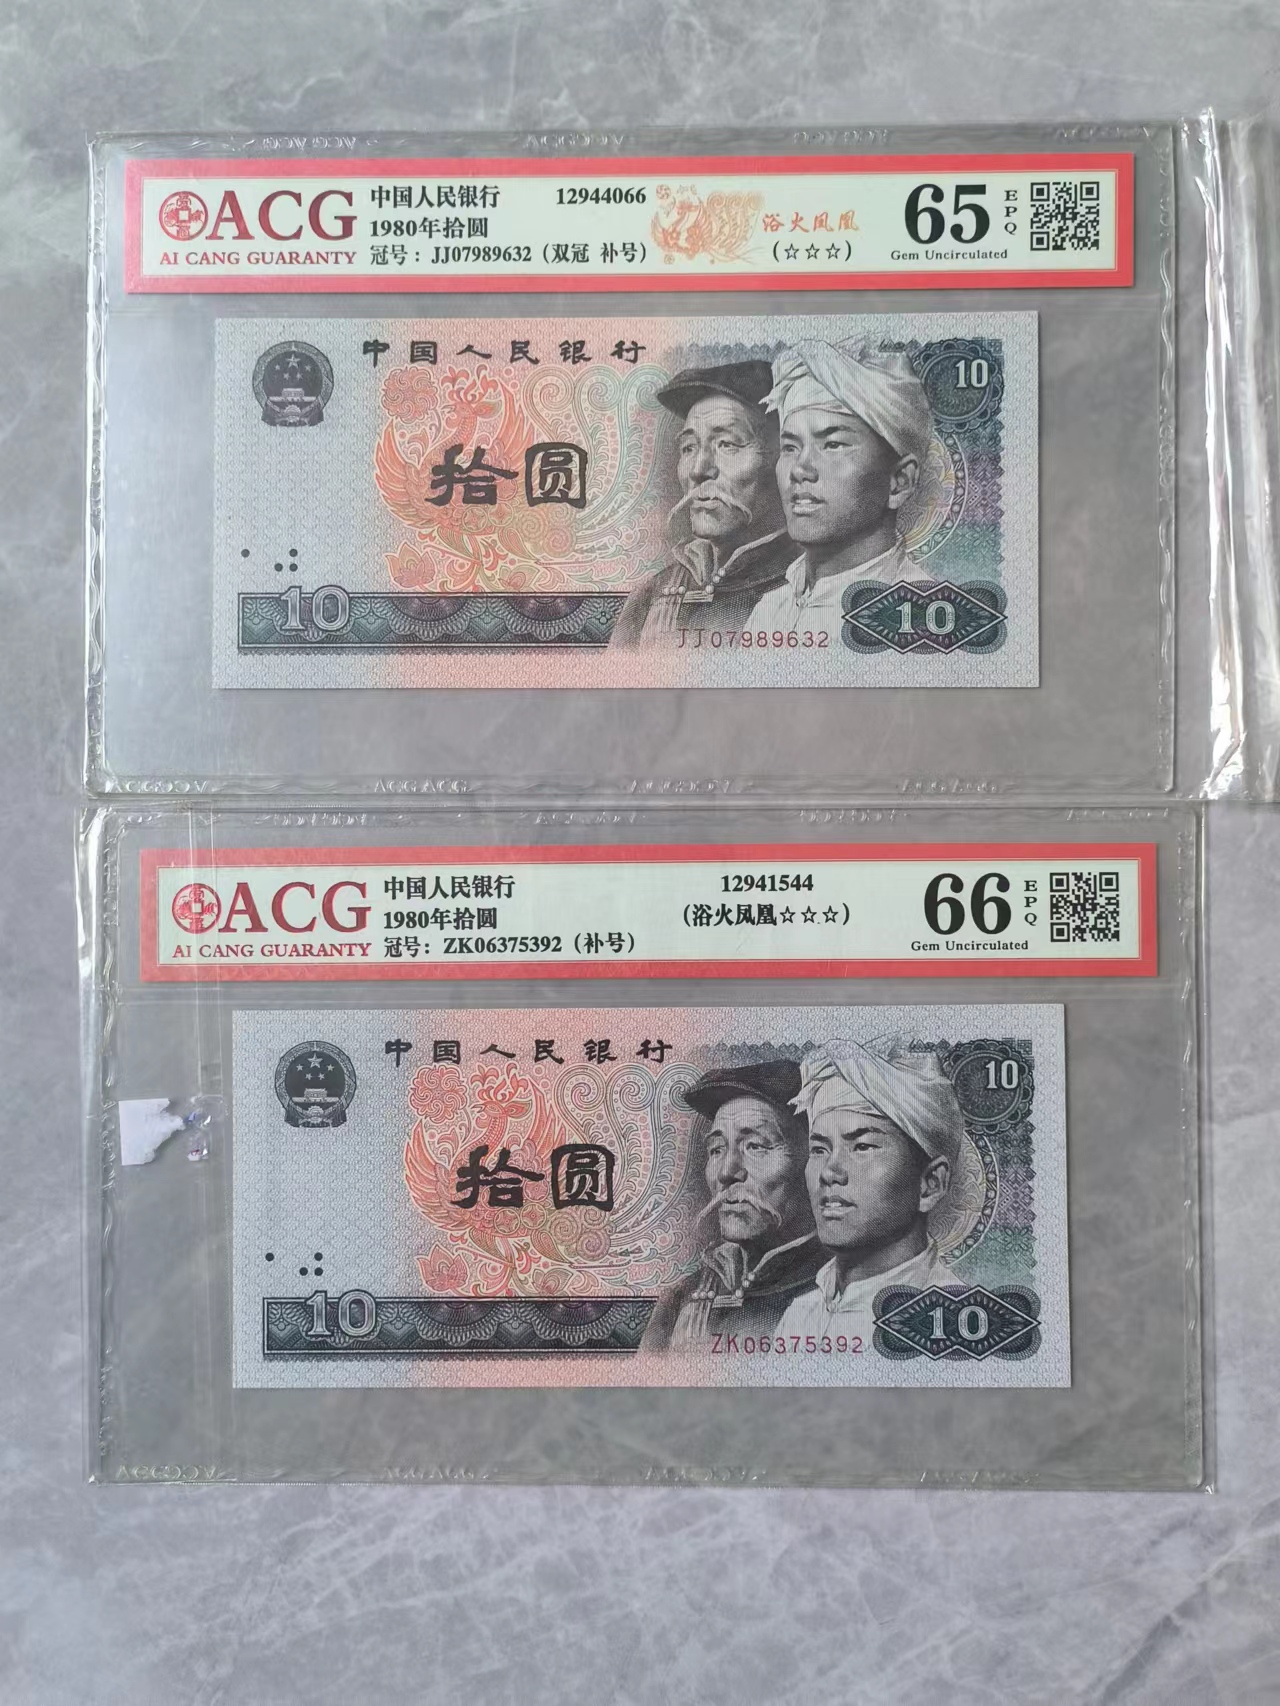 ACG
AI CANG GUARANTY
中国人民银行 12944066
1980年拾圆
冠号：JJ07989632（双冠 补号）
浴火凤凰
（☆☆☆）
65
EPQ
Gem Uncirculated
中国人民银行
10
拾圆
10
JJ07989632
10
ACG
AI CANG GUARANTY
中国人民银行 12941544
1980年拾圆 （浴火凤凰☆☆☆）
冠号：ZK06375392（补号）
66
EPQ
Gem Uncirculated
中国人民银行
10
拾圆
10
ZK06375392
10